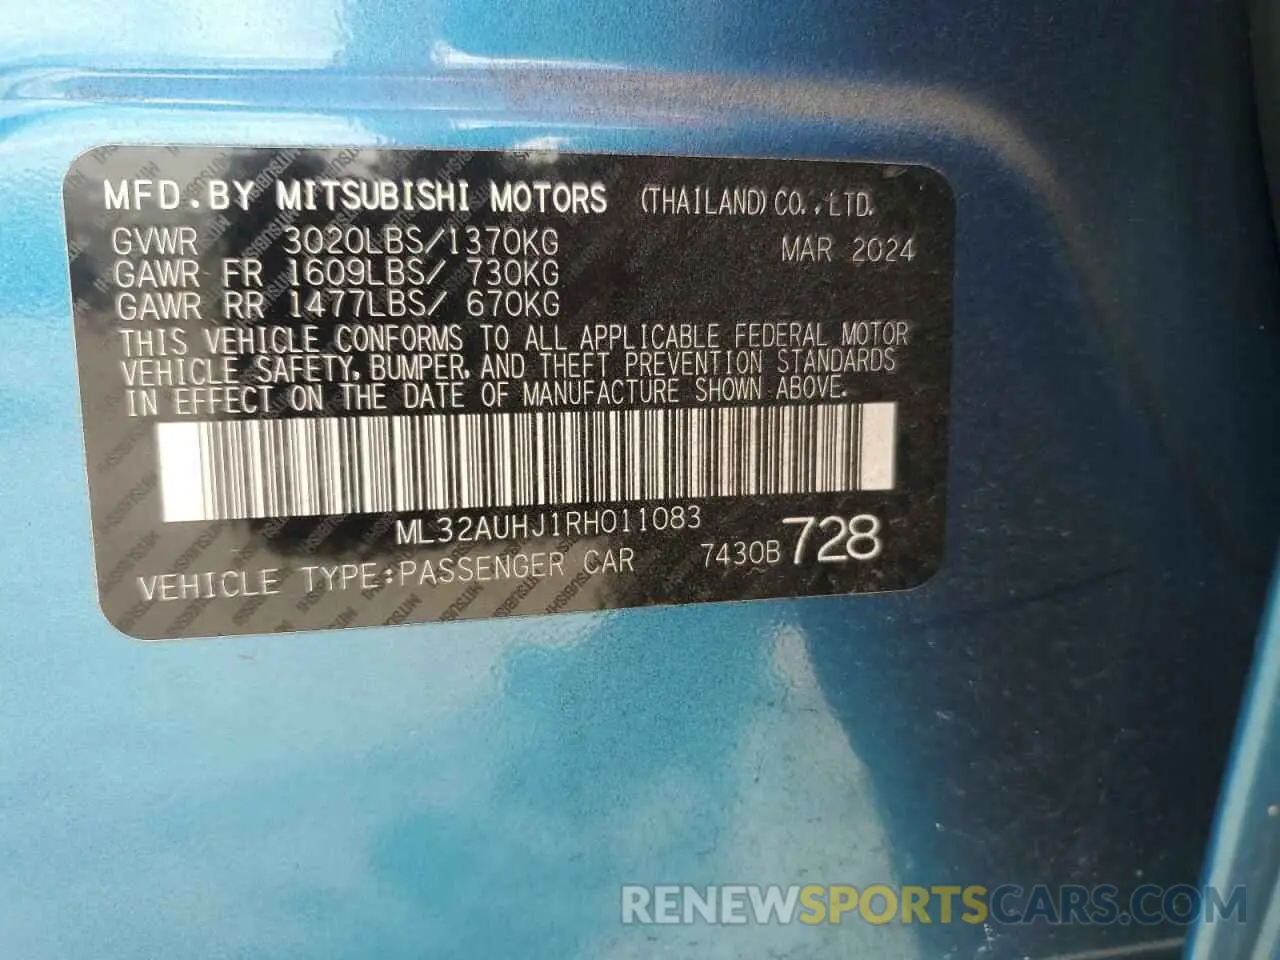 MFD.BY MITSUBISHI MOTORS (THAILAND) CO.,LTD.
GVWR 3020LBS/1370KG MAR 2024
GAWR FR 1609LBS/ 730KG
GAWR RR 1477LBS/ 670KG
THIS VEHICLE CONFORMS TO ALL APPLICABLE FEDERAL MOTOR
VEHICLE SAFETY, BUMPER, AND THEFT PREVENTION STANDARDS
IN EFFECT ON THE DATE OF MANUFACTURE SHOWN ABOVE.
ML32AUHJ1RH011083
VEHICLE TYPE:PASSENGER CAR 7430B 728
RENEWSPORTSCARS.COM